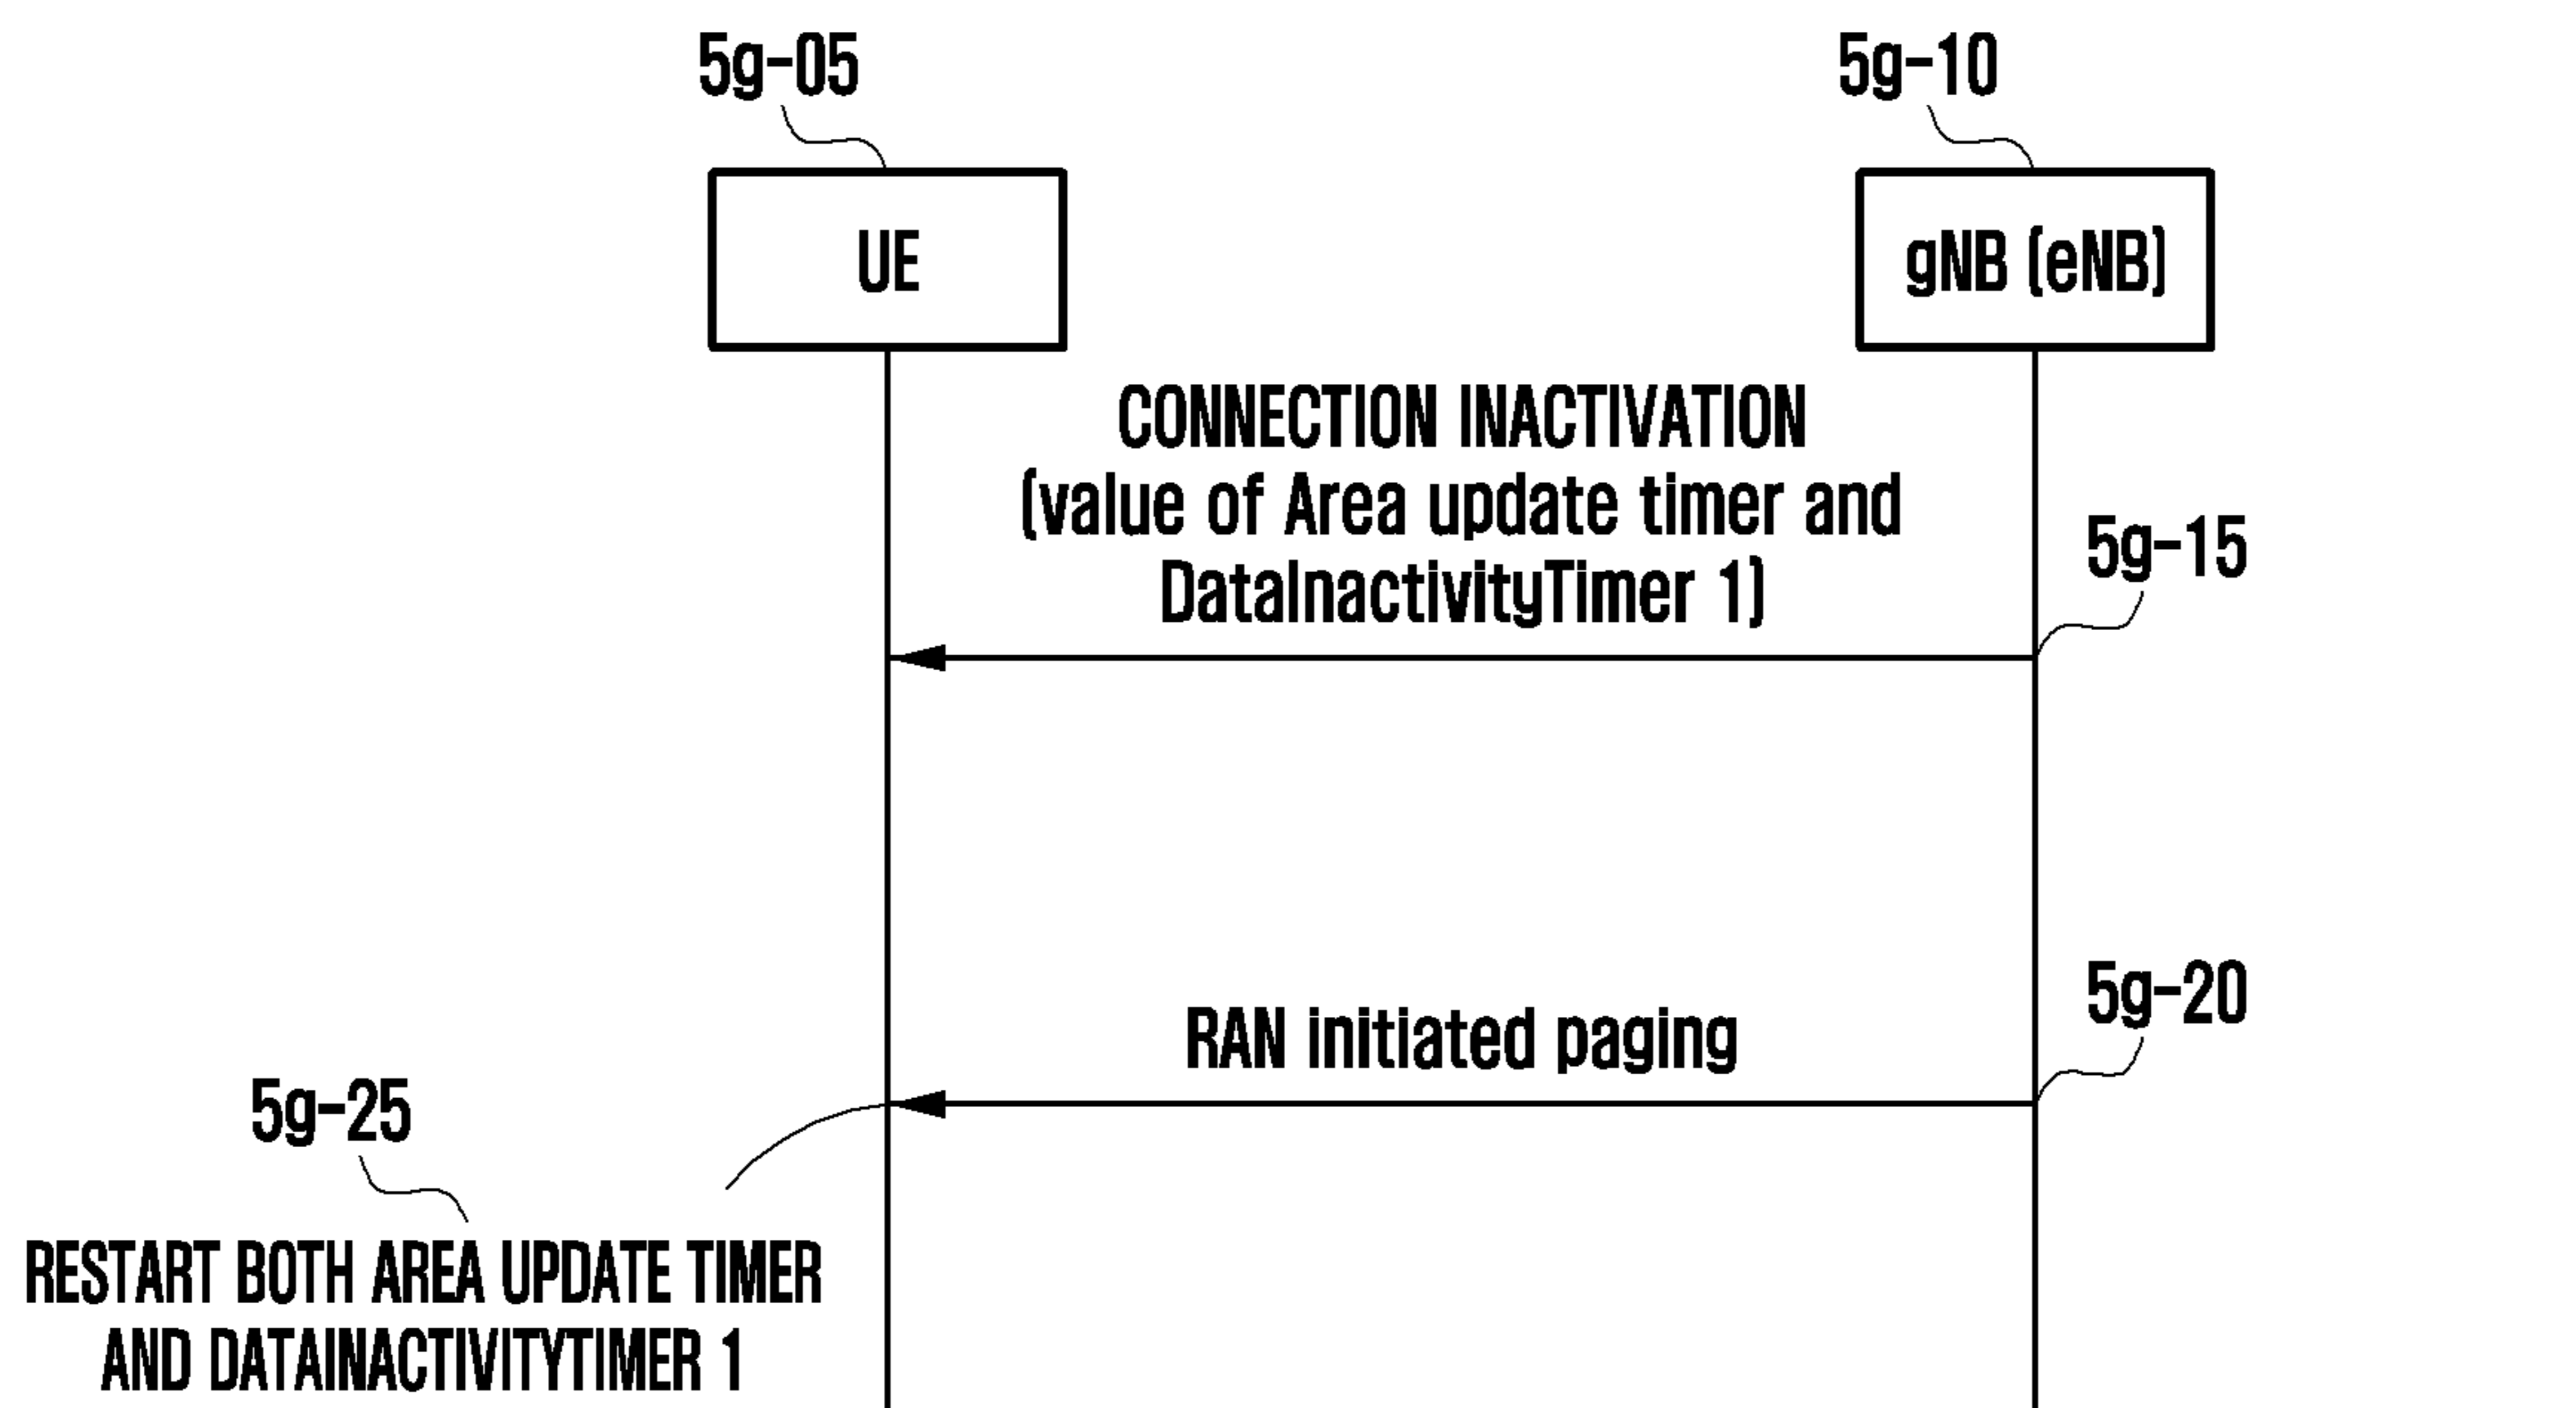 5g-05
5g-10
UE
gNB (eNB)
CONNECTION INACTIVATION
(value of Area update timer and
DataInactivityTimer 1)
5g-15
5g-20
RAN initiated paging
5g-25
RESTART BOTH AREA UPDATE TIMER
AND DATAINACTIVITYTIMER 1